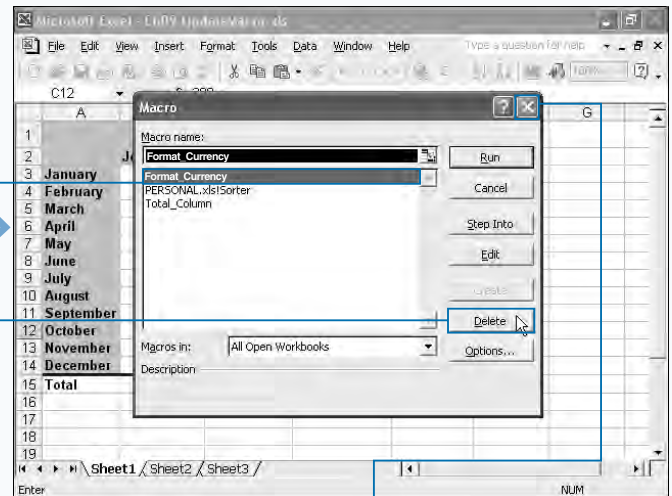 Microsoft Excel - Ch09 UpdateVar
File Edit View Insert Format Tools Data Window Help Type a question for help
C12
A G
Macro
Macro name:
Format_Currency
Format_Currency
PERSONAL.xls!Sorter
Total_Column
Run
Cancel
Step Into
Edit
Create
Delete
Options...
Macros in: All Open Workbooks
Description
1
2
3 January
4 February
5 March
6 April
7 May
8 June
9 July
10 August
11 September
12 October
13 November
14 December
15 Total
16
17
18
19
Sheet1 Sheet2 Sheet3
Enter NUM